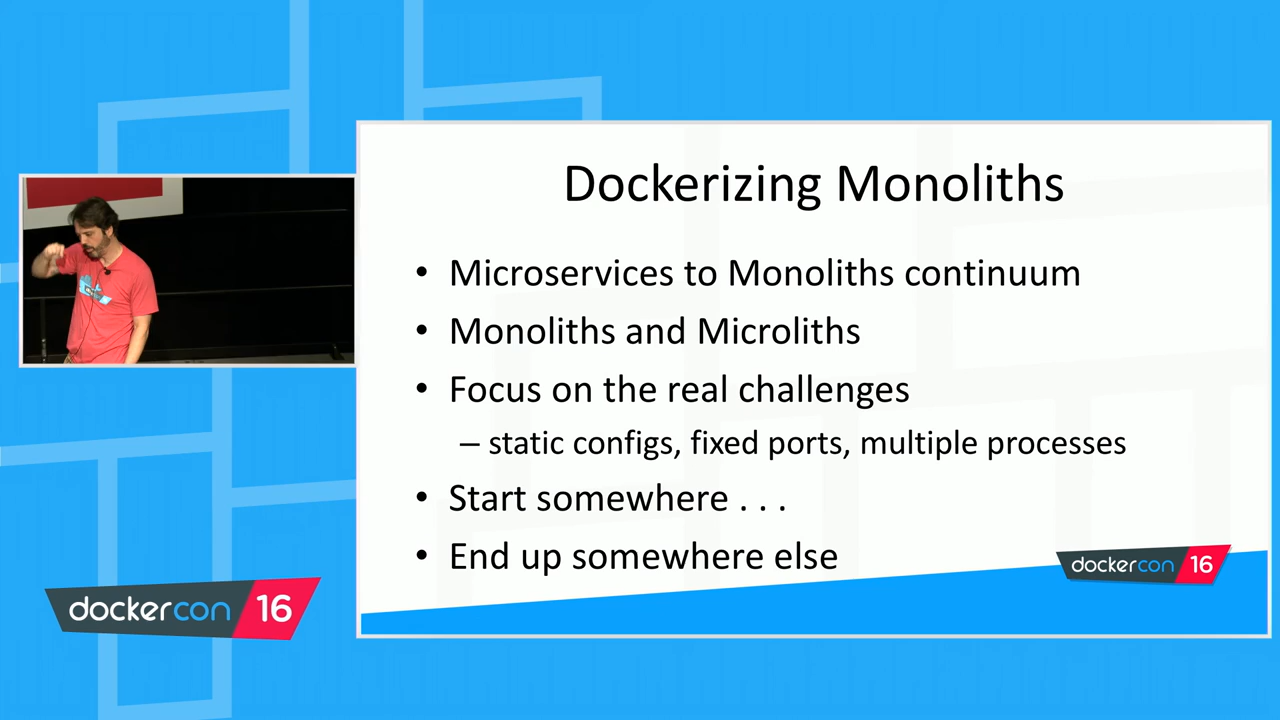 Dockerizing Monoliths
• Microservices to Monoliths continuum
• Monoliths and Microliths
• Focus on the real challenges
– static configs, fixed ports, multiple processes
• Start somewhere . . .
• End up somewhere else
dockercon 16
dockercon 16